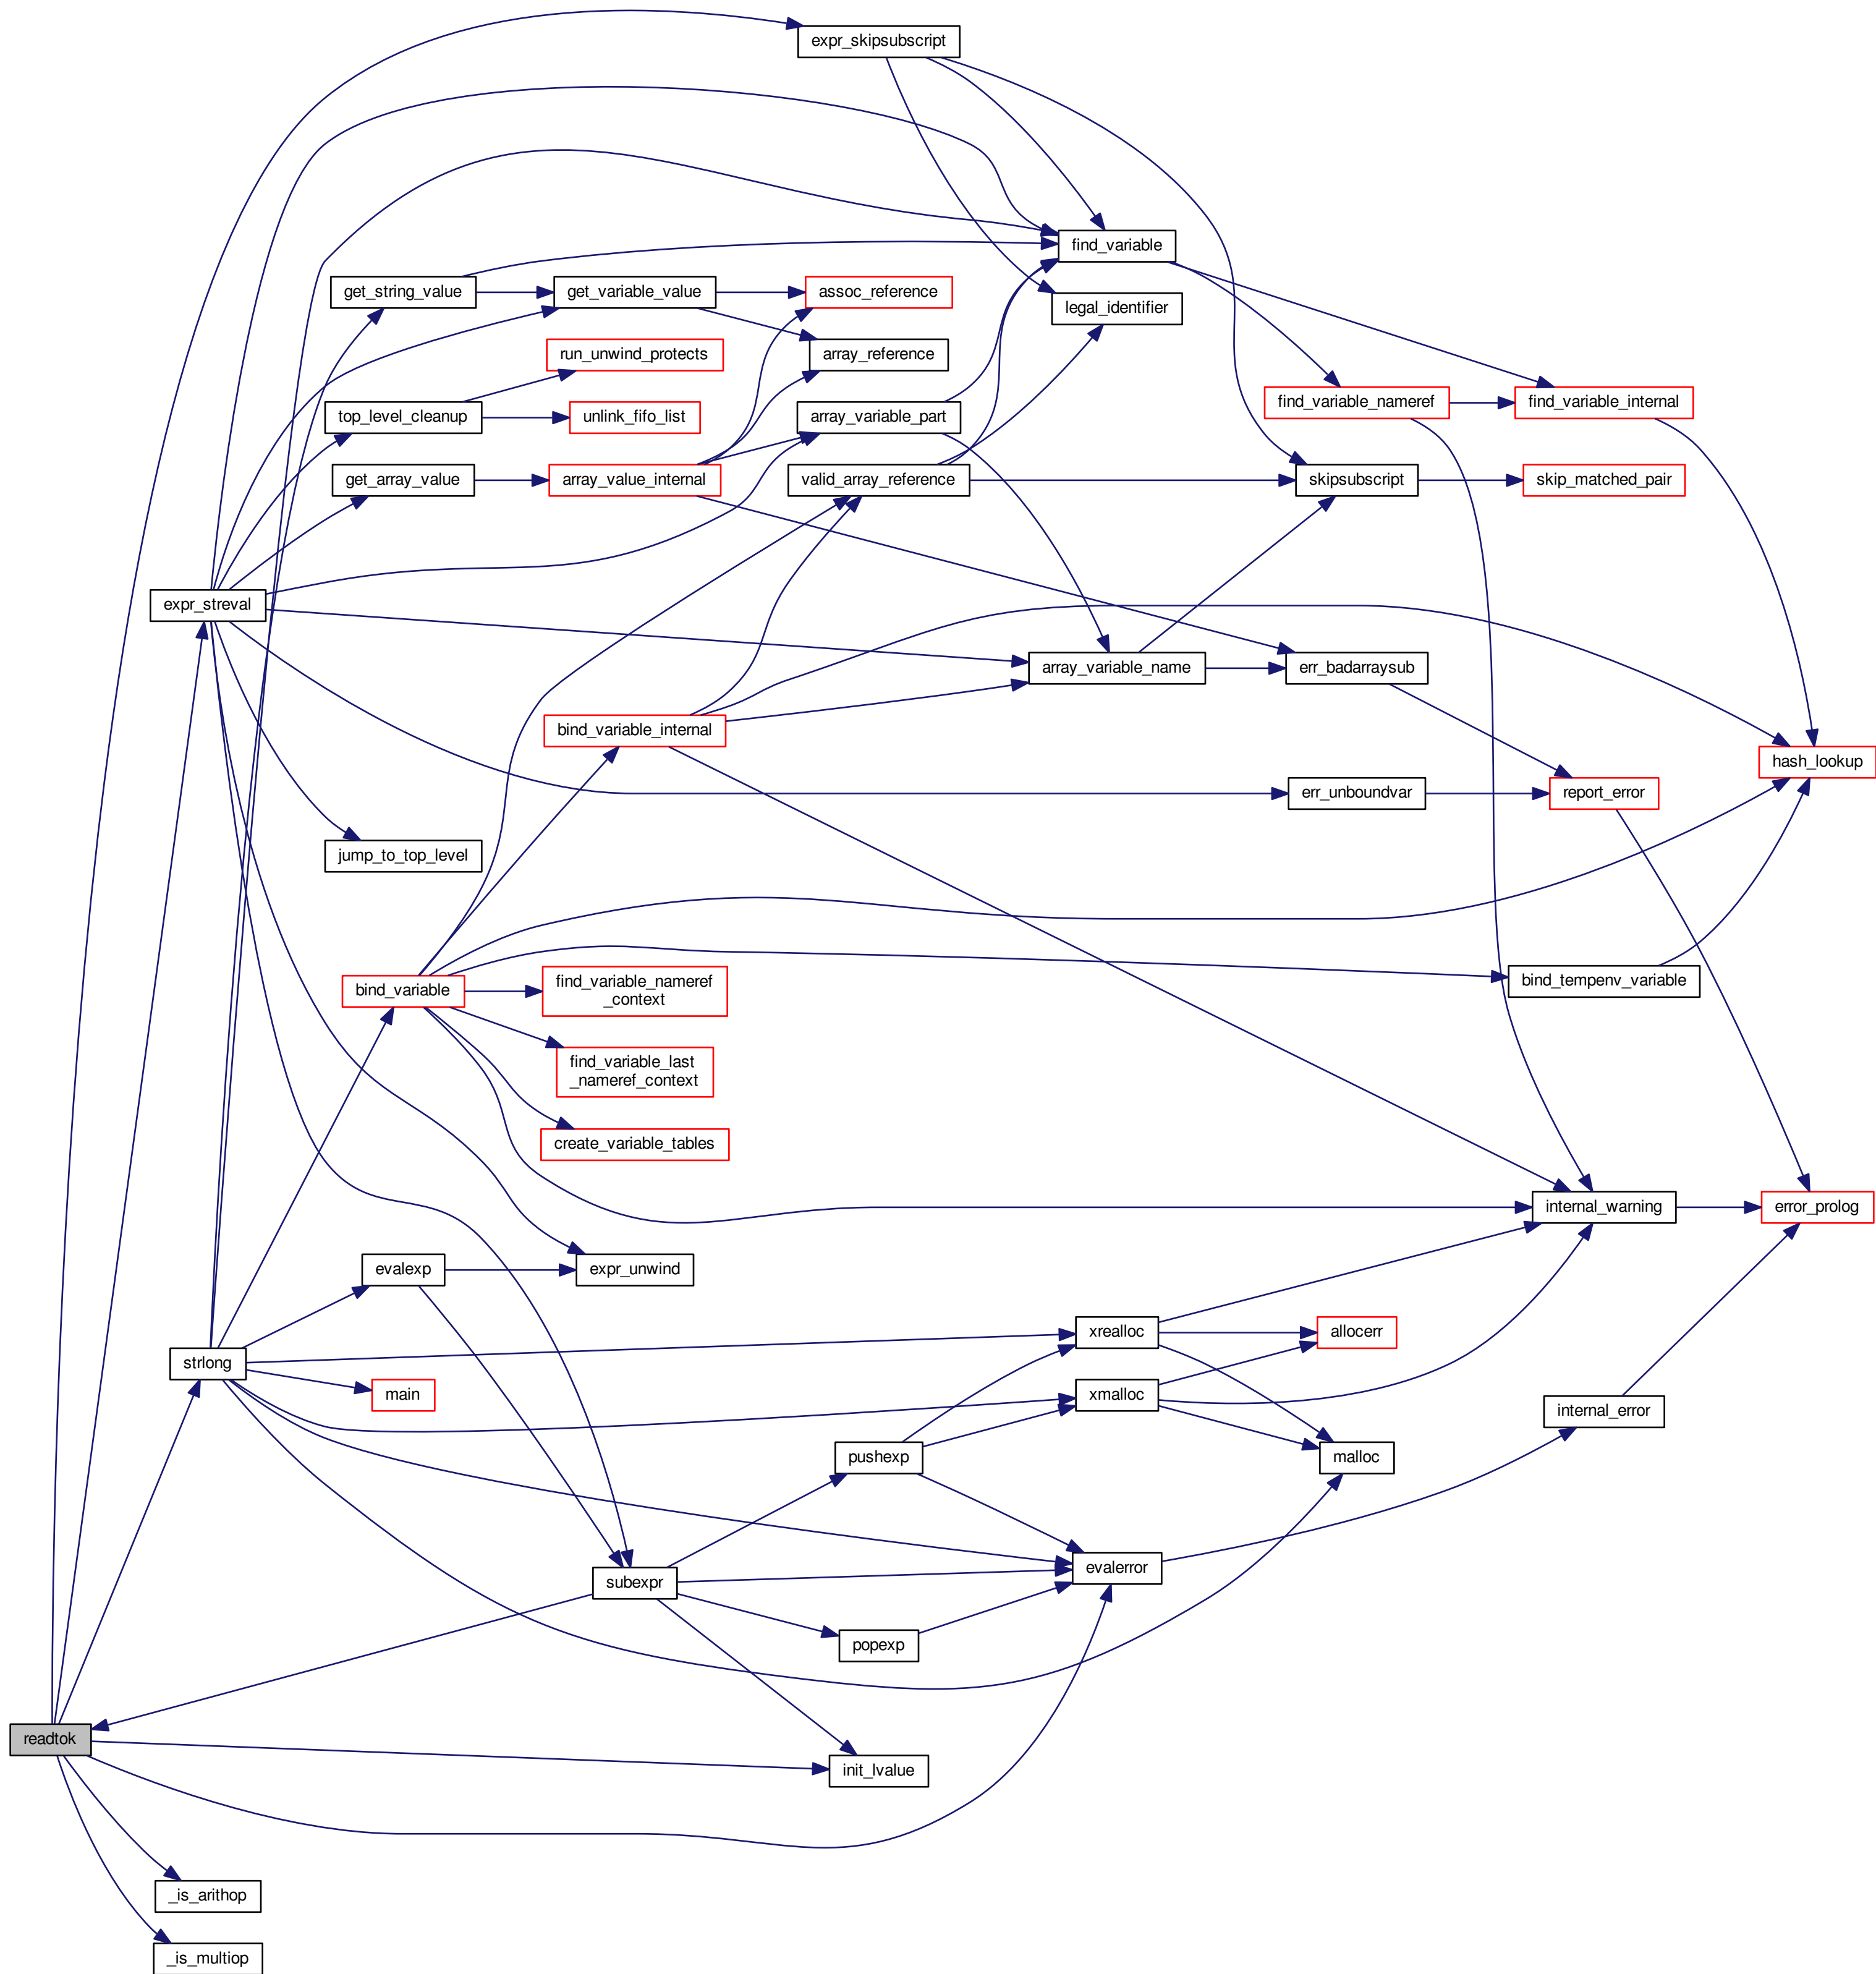 expr_skipsubscript
find_variable
get_string_value
get_variable_value
assoc_reference
legal_identifier
run_unwind_protects
array_reference
top_level_cleanup
unlink_fifo_list
array_variable_part
find_variable_nameref
find_variable_internal
get_array_value
array_value_internal
valid_array_reference
skipsubscript
skip_matched_pair
expr_streval
array_variable_name
err_badarraysub
bind_variable_internal
hash_lookup
err_unboundvar
report_error
jump_to_top_level
bind_variable
find_variable_nameref
_context
bind_tempenv_variable
find_variable_last
_nameref_context
create_variable_tables
internal_warning
error_prolog
evalexp
expr_unwind
strlong
xrealloc
allocerr
main
xmalloc
internal_error
pushexp
malloc
subexpr
evalerror
popexp
readtok
init_lvalue
_is_arithop
_is_multiop